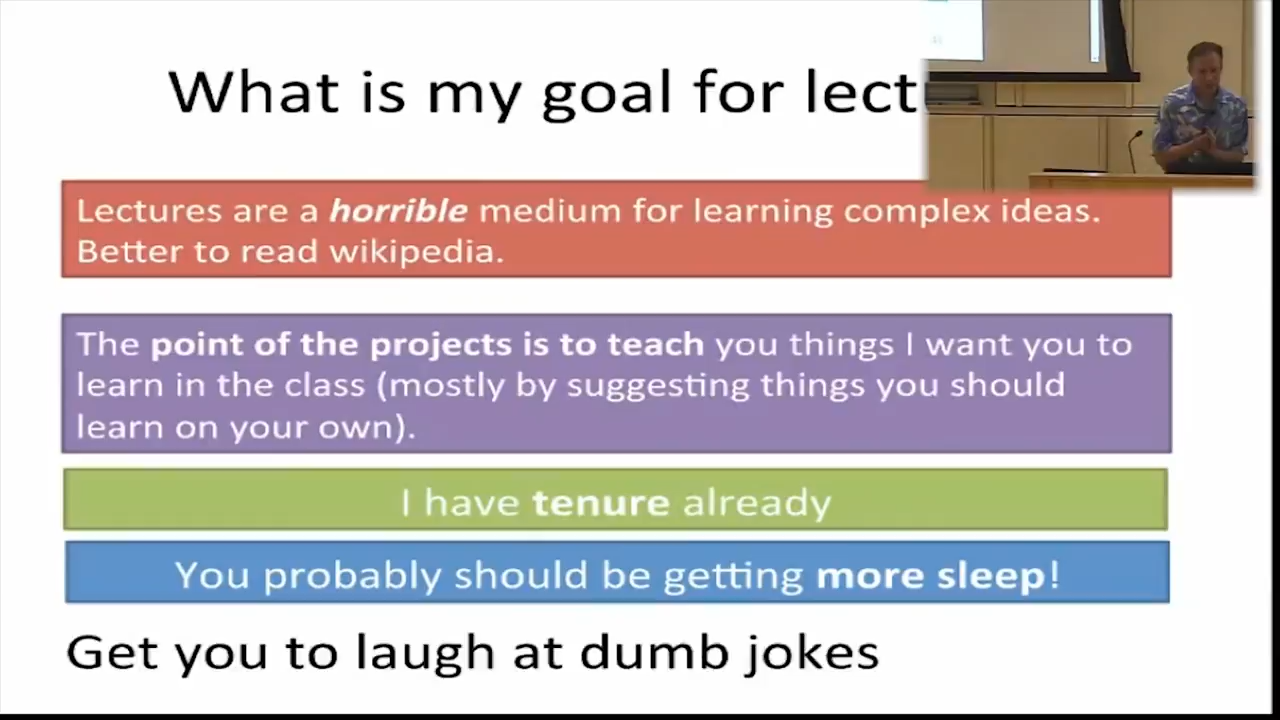 What is my goal for lect
Lectures are a horrible medium for learning complex ideas.
Better to read wikipedia.
The point of the projects is to teach you things I want you to
learn in the class (mostly by suggesting things you should
learn on your own).
I have tenure already
You probably should be getting more sleep!
Get you to laugh at dumb jokes